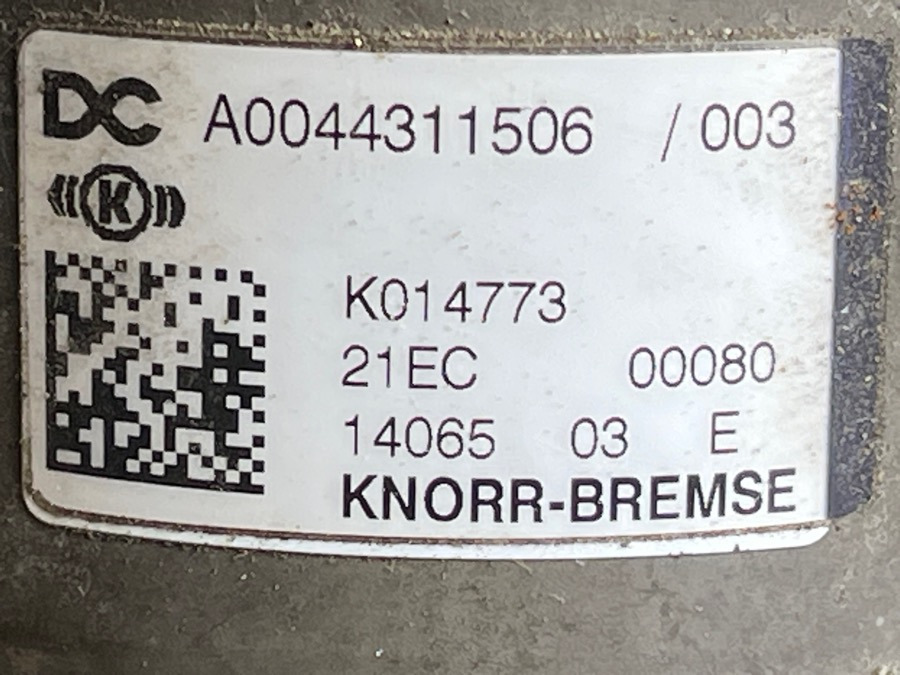 DC A0044311506 / 003
((K))
K014773
21EC 00080
14065 03 E
KNORR-BREMSE